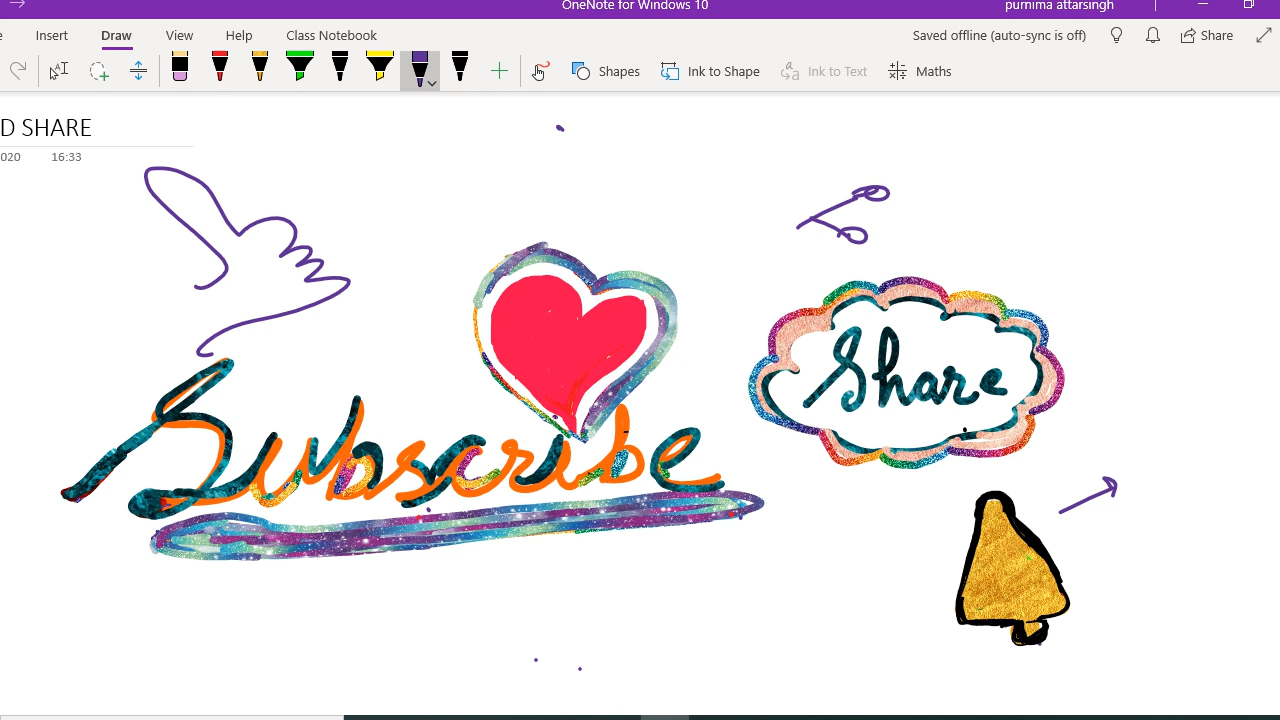 OneNote for Windows 10
purnima attarsingh
Insert Draw View Help Class Notebook
Saved offline (auto-sync is off)
Share
Shapes
Ink to Shape
Ink to Text
Maths
D SHARE
020 16:33
Share
Subscribe